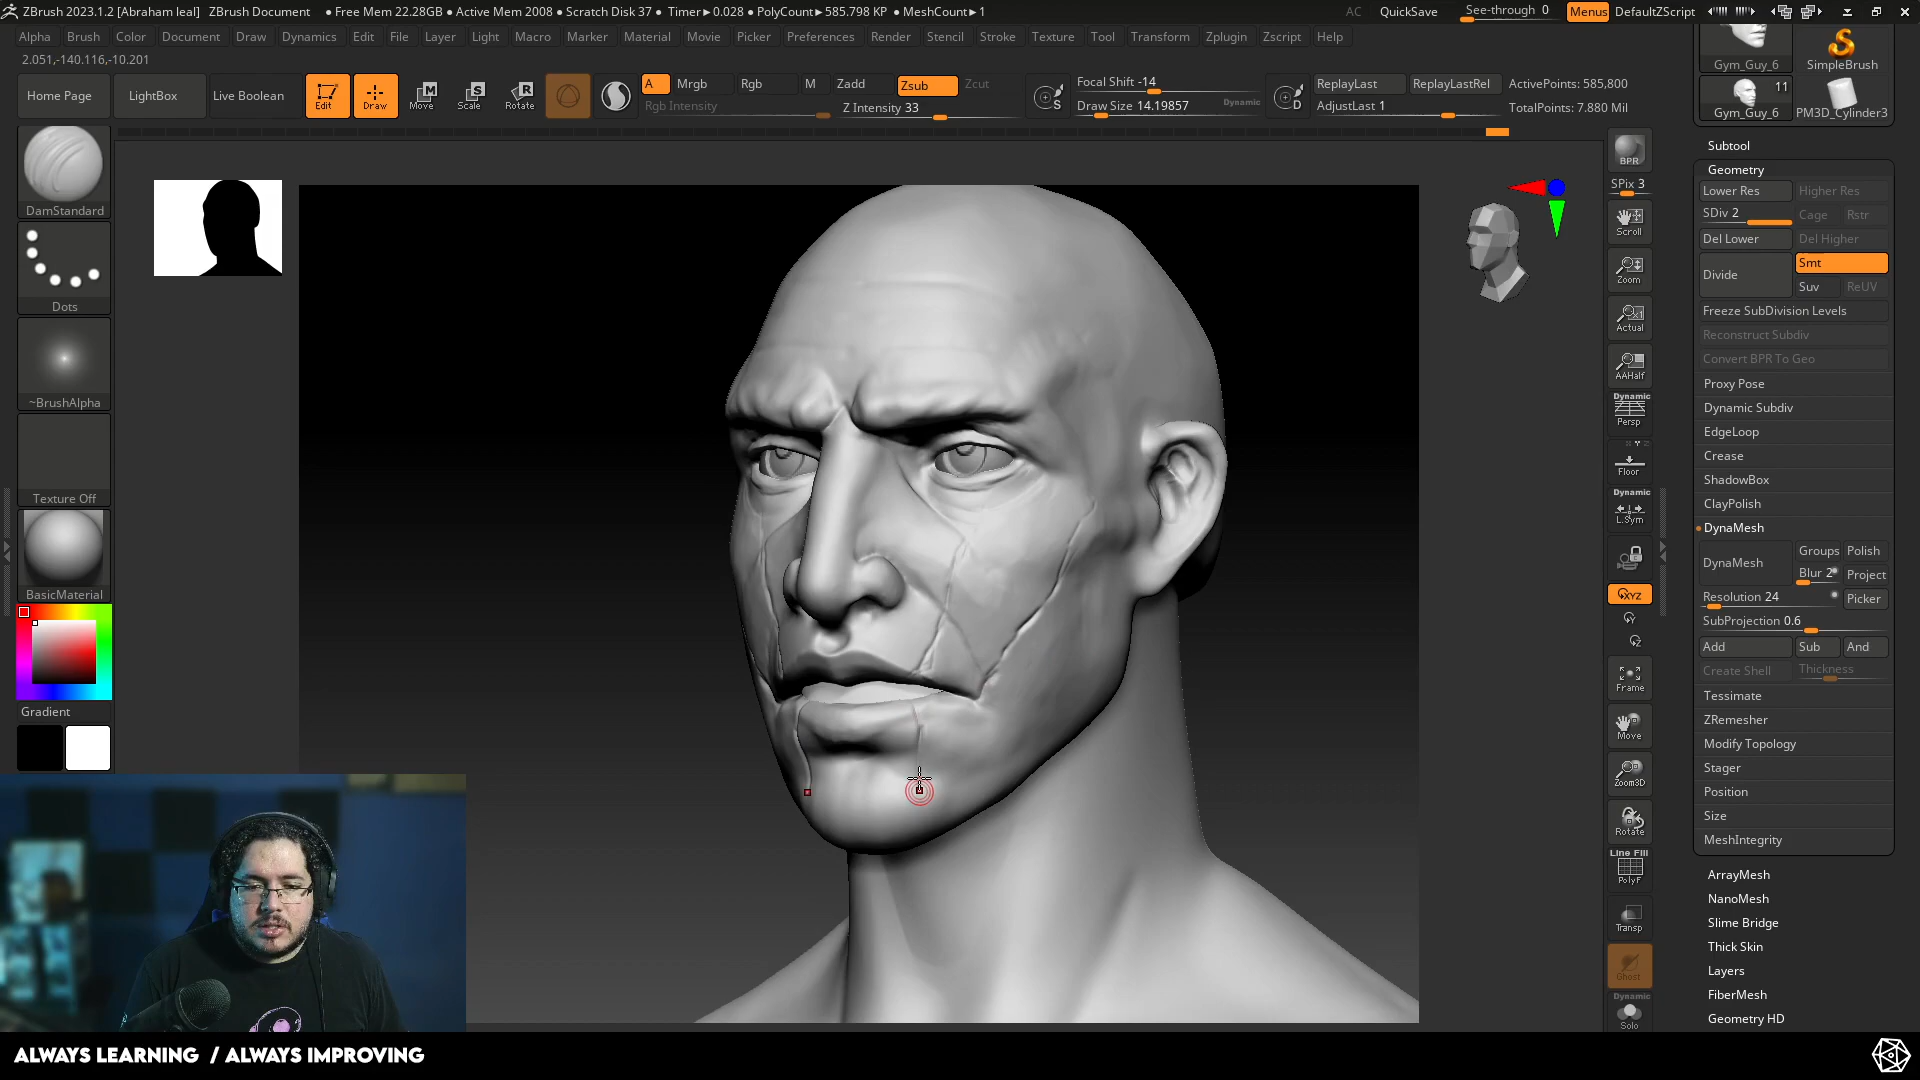 ZBrush 2023.1.2 [Abraham leal] ZBrush Document • Free Mem 22.28GB • Active Mem 2008 • Scratch Disk 37 • Timer▸0.028 • PolyCount▸585.798 KP • MeshCount▸1 AC QuickSave See-through 0 Menus DefaultZScript
Alpha Brush Color Document Draw Dynamics Edit File Layer Light Macro Marker Material Movie Picker Preferences Render Stencil Stroke Texture Tool Transform Zplugin Zscript Help
2.051,-140.116,-10.201
Home Page LightBox Live Boolean Edit Draw Move Scale Rotate
A Mrgb Rgb M Zadd Zsub Zcut
Rgb Intensity Z Intensity 33
Focal Shift -14
Draw Size 14.19857 Dynamic
ReplayLast ReplayLastRel
AdjustLast 1
ActivePoints: 585,800
TotalPoints: 7.880 Mil
DamStandard
Dots
~BrushAlpha
Texture Off
BasicMaterial
Gradient
BPR
SPix 3
Scroll
Zoom
Actual
AAHalf
Dynamic
Persp
Floor
Dynamic
L.Sym
XYZ
Frame
Move
Zoom3D
Rotate
Line Fill
PolyF
Transp
Ghost
Dynamic
Solo
Gym_Guy_6 SimpleBrush
11
Gym_Guy_6 PM3D_Cylinder3
Subtool
Geometry
Lower Res Higher Res
SDiv 2 Cage Rstr
Del Lower Del Higher
Divide Smt
Suv ReUV
Freeze SubDivision Levels
Reconstruct Subdiv
Convert BPR To Geo
Proxy Pose
Dynamic Subdiv
EdgeLoop
Crease
ShadowBox
ClayPolish
DynaMesh
DynaMesh Groups Polish
Blur 2 Project
Resolution 24 Picker
SubProjection 0.6
Add Sub And
Create Shell Thickness
Tessimate
ZRemesher
Modify Topology
Stager
Position
Size
MeshIntegrity
ArrayMesh
NanoMesh
Slime Bridge
Thick Skin
Layers
FiberMesh
Geometry HD
ALWAYS LEARNING / ALWAYS IMPROVING